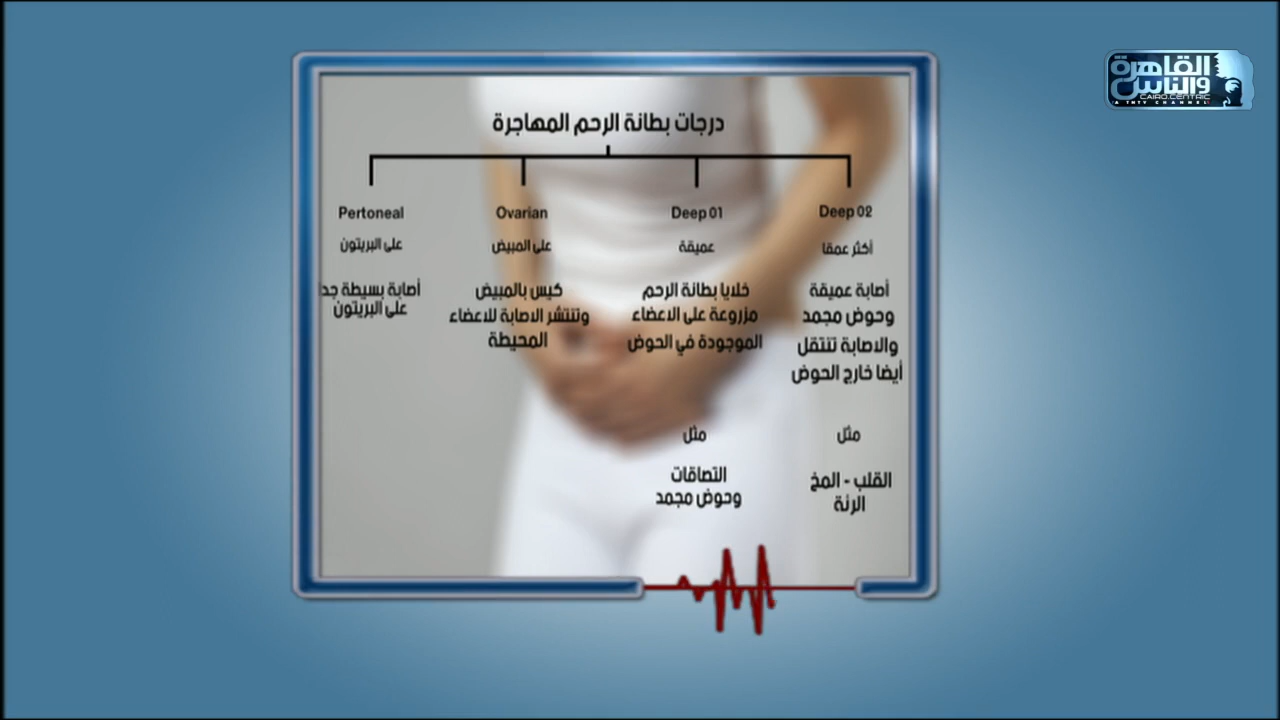 القاهرة
والناس
CAIRO.CENTRIC
A TNTV CHANNEL
درجات بطانة الرحم المهاجرة
Pertoneal
على البريتون
أصابة بسيطة جدا
على البريتون
Ovarian
على المبيض
كيس بالمبيض
وتنتشر الاصابة للاعضاء
المحيطة
Deep 01
عميقة
خلايا بطانة الرحم
مزروعة على الاعضاء
الموجودة في الحوض
مثل
التصاقات
وحوض مجمد
Deep 02
أكثر عمقا
أصابة عميقة
وحوض مجمد
والاصابة تنتقل
أيضا خارج الحوض
مثل
القلب - المخ
الرئة